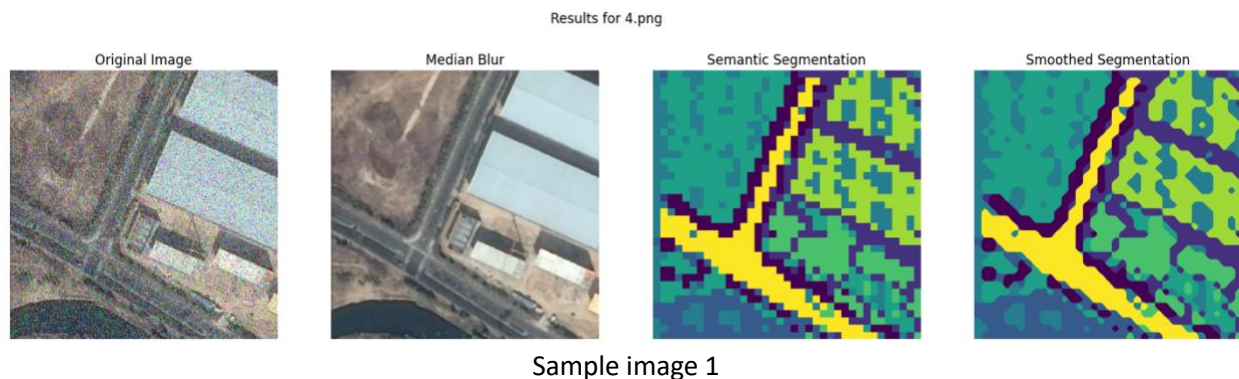 Results for 4.png
Original Image
Median Blur
Semantic Segmentation
Smoothed Segmentation
Sample image 1